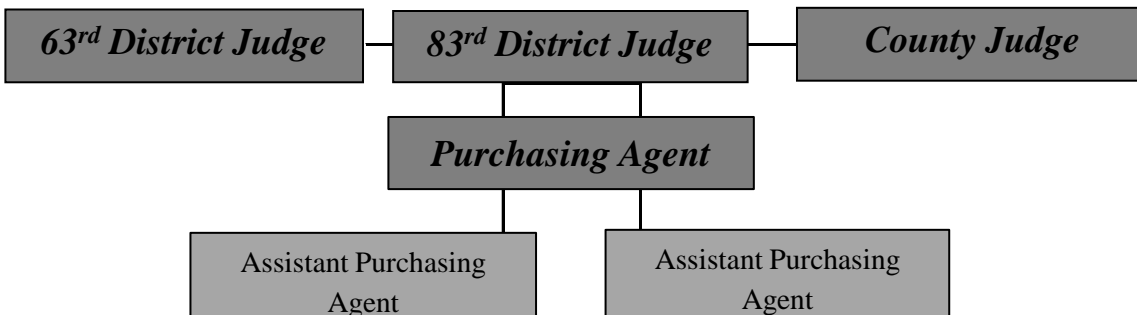 63rd District Judge 83rd District Judge County Judge
Purchasing Agent
Assistant Purchasing Assistant Purchasing
Agent Agent